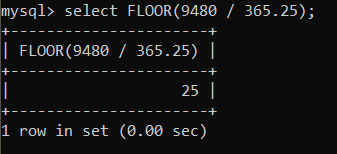 mysql> select FLOOR(9480 / 365.25);
+----------------------+
| FLOOR(9480 / 365.25) |
+----------------------+
|                   25 |
+----------------------+
1 row in set (0.00 sec)